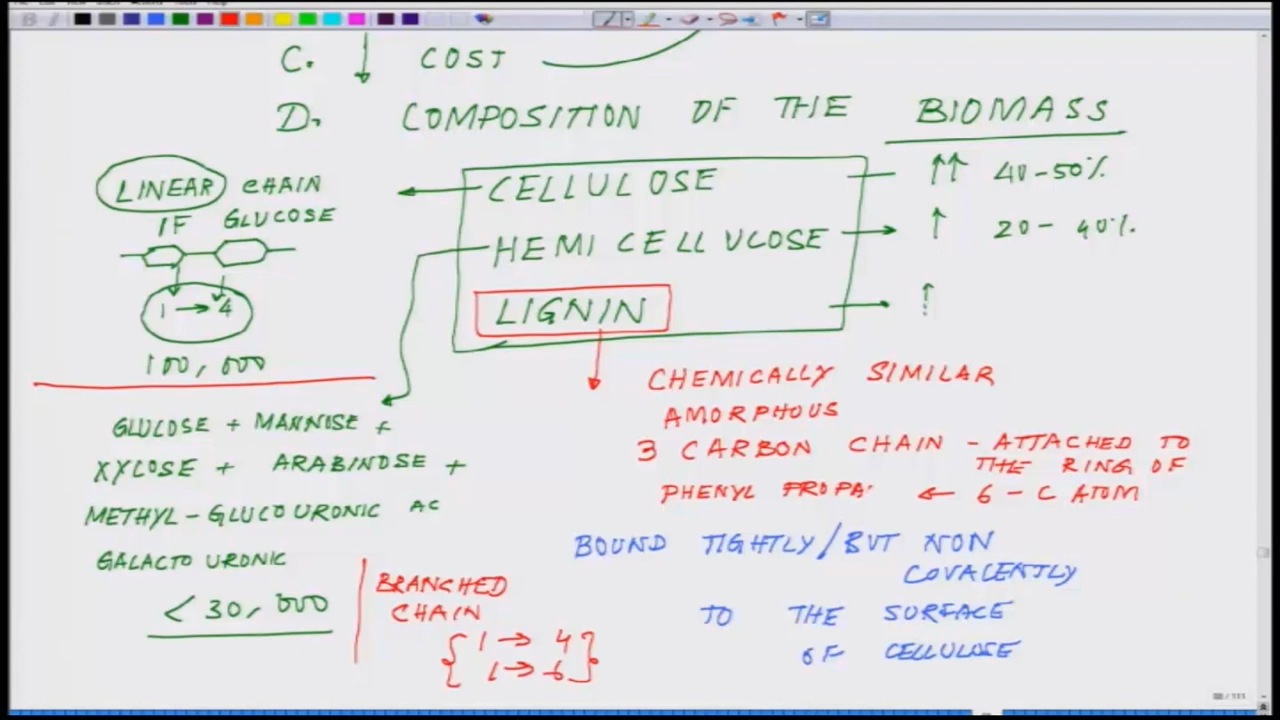 C. ↓ COST
D. COMPOSITION OF THE BIOMASS
LINEAR CHAIN
IF GLUCOSE
1 → 4
100,000
CELLULOSE ↑↑ 40-50%
HEMICELLULOSE ↑ 20-40%
LIGNIN ↑
GLUCOSE + MANNOSE +
XYLOSE + ARABINOSE +
METHYL-GLUCOURONIC AC
GALACTO URONIC
< 30,000
BRANCHED
CHAIN
{ 1 → 4 }
{ 1 → 6 }
CHEMICALLY SIMILAR
AMORPHOUS
3 CARBON CHAIN - ATTACHED TO
THE RING OF
PHENYL PROPA ← 6-C ATOM
BOUND TIGHTLY/BUT NON
COVALENTLY
TO THE SURFACE
OF CELLULOSE